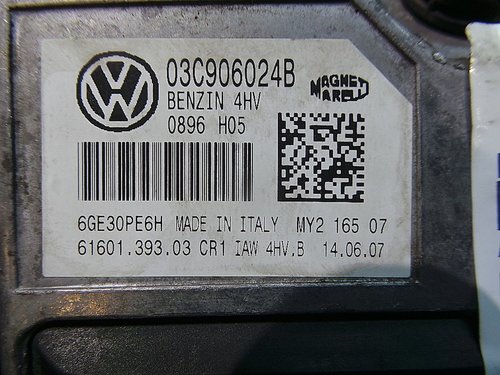 03C906024B
MAGNETI
MARELLI
BENZIN 4HV
0896 H05
6GE30PE6H MADE IN ITALY MY2 165 07
61601.393.03 CR1 IAW 4HV.B 14.06.07